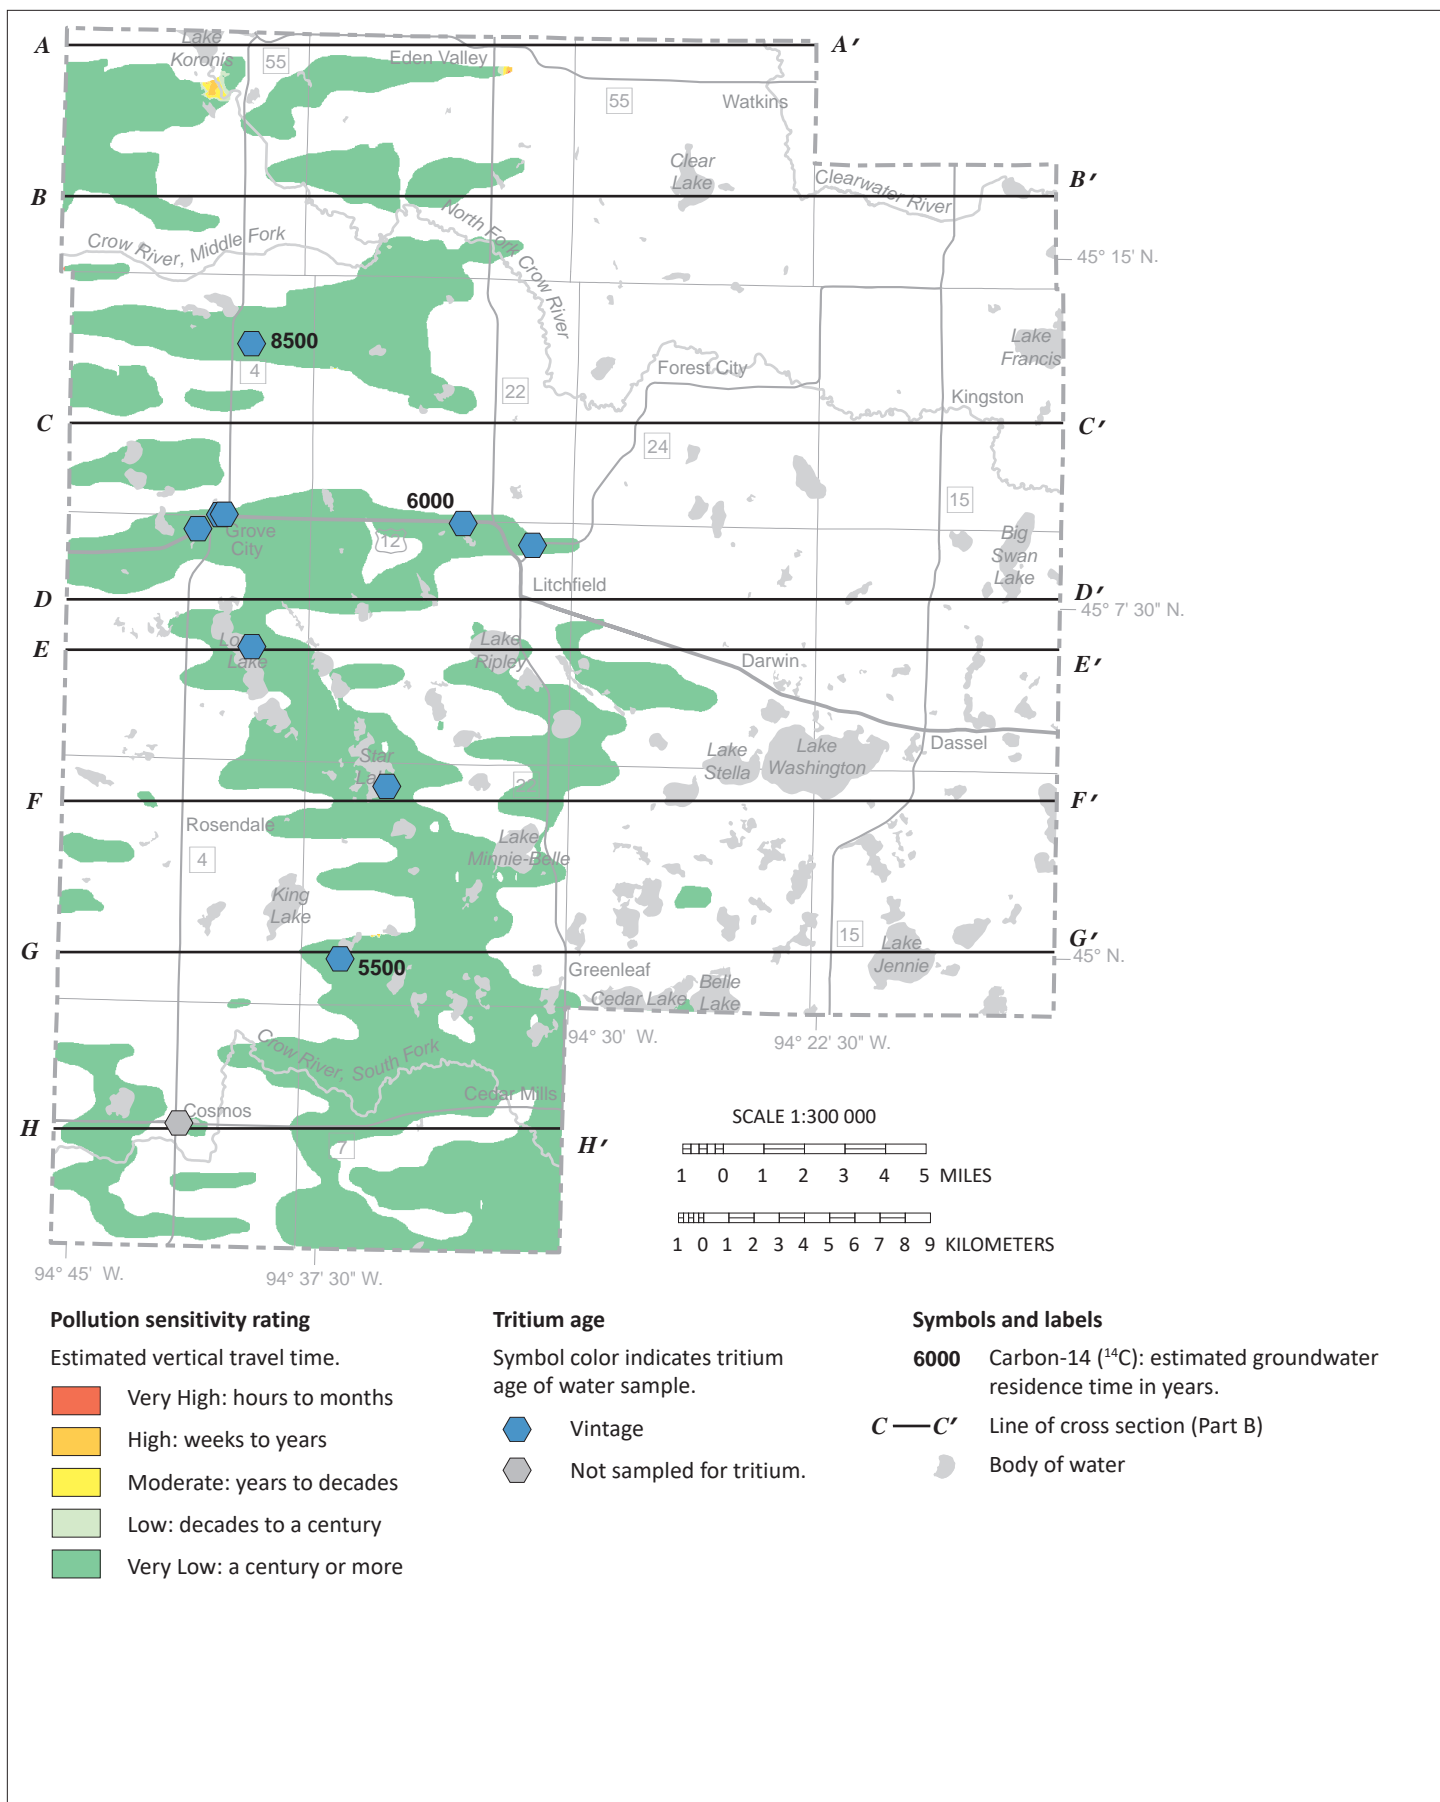 Lake
Koronis
A
A′
55
Eden Valley
55
Watkins
Clear
Lake
B
B′
Clearwater River
North Fork Crow River
Crow River, Middle Fork
45° 15' N.
8500
4
Lake
Francis
Forest City
22
Kingston
C
C′
24
15
6000
Grove
City
12
Big
Swan
Lake
Litchfield
D
D′
45° 7' 30" N.
Lake
Lake
Ripley
E
E′
Darwin
Dassel
Star
Lake
Stella
Lake
Washington
22
F
F′
Rosendale
Lake
Minnie-Belle
4
King
Lake
15
G
G′
45° N.
Lake
Jennie
5500
Greenleaf
Cedar Lake
Belle
Lake
94° 30' W.
94° 22' 30" W.
Crow River, South Fork
Cedar Mills
Cosmos
H
H′
7
SCALE 1:300 000
1 0 1 2 3 4 5 MILES
1 0 1 2 3 4 5 6 7 8 9 KILOMETERS
94° 45' W.
94° 37' 30" W.
Pollution sensitivity rating
Estimated vertical travel time.
Very High: hours to months
High: weeks to years
Moderate: years to decades
Low: decades to a century
Very Low: a century or more
Tritium age
Symbol color indicates tritium
age of water sample.
Vintage
Not sampled for tritium.
Symbols and labels
6000 Carbon-14 (¹⁴C): estimated groundwater
residence time in years.
C — C′ Line of cross section (Part B)
Body of water